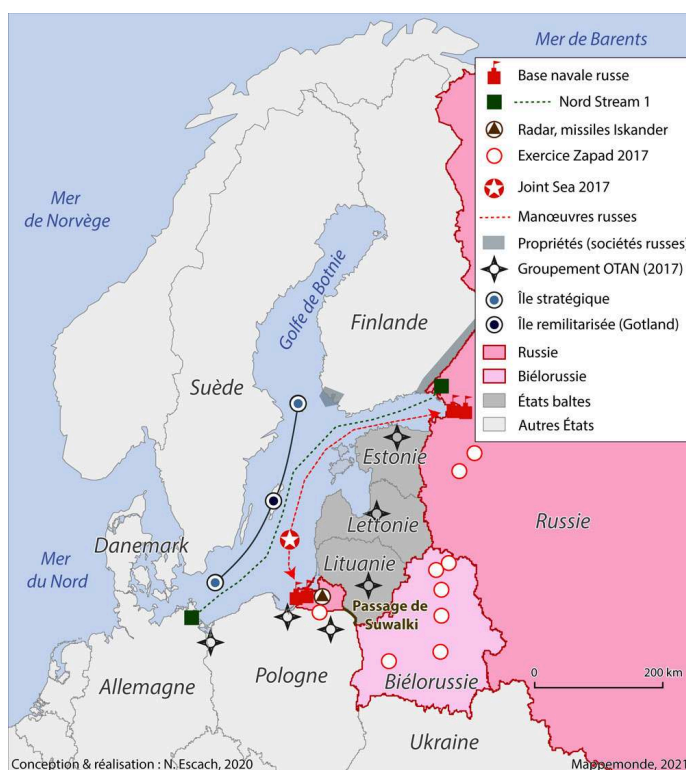 Mer de Barents
Base navale russe
Nord Stream 1
Radar, missiles Iskander
Exercice Zapad 2017
Joint Sea 2017
Manœuvres russes
Propriétés (sociétés russes)
Groupement OTAN (2017)
Île stratégique
Île remilitarisée (Gotland)
Russie
Biélorussie
États baltes
Autres États
Mer
de Norvège
Golfe de Botnie
Finlande
Suède
Estonie
Lettonie
Russie
Danemark
Mer
du Nord
Lituanie
Passage de
Suwalki
Pologne
Allemagne
Biélorussie
0
200 km
Ukraine
Conception & réalisation : N. Escach, 2020
Mappemonde, 2021